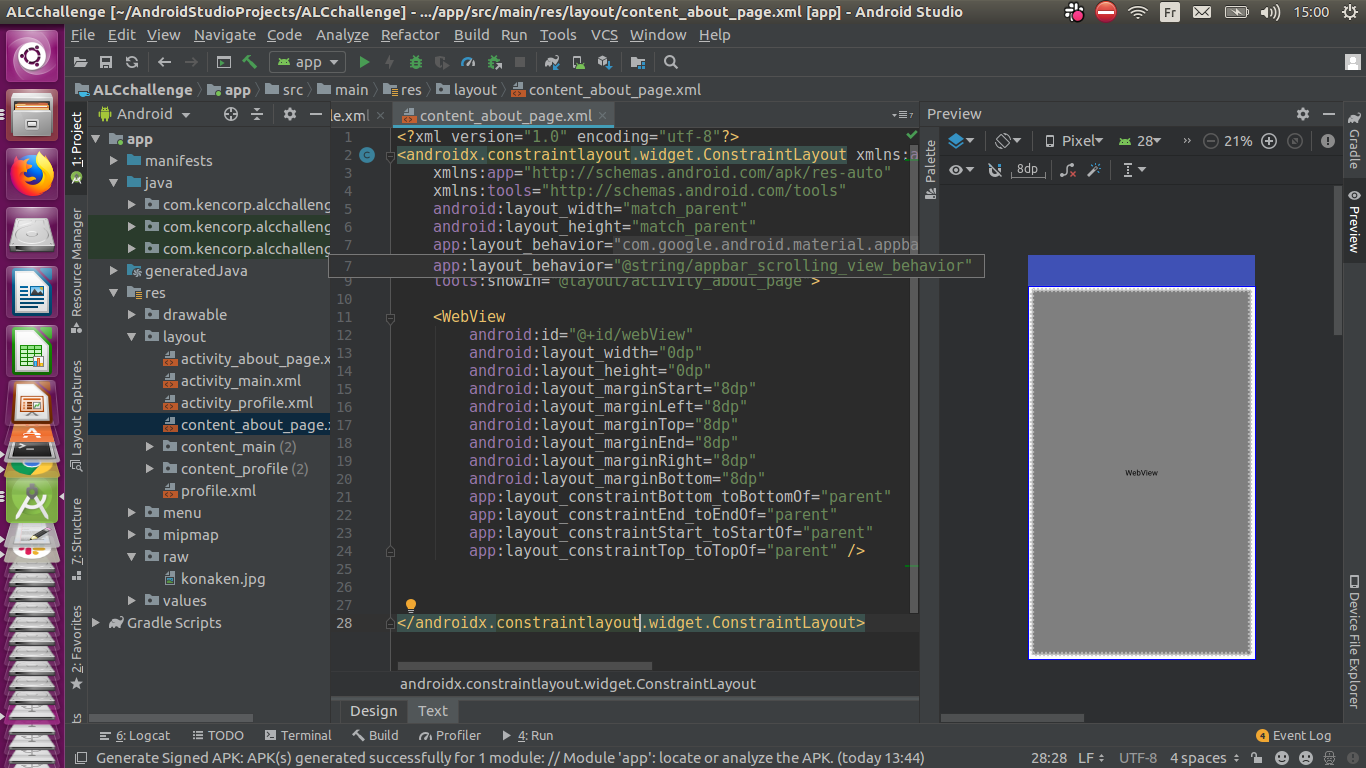 ALCchallenge [~/AndroidStudioProjects/ALCchallenge] - .../app/src/main/res/layout/content_about_page.xml [app] - Android Studio
Fr
15:00
File Edit View Navigate Code Analyze Refactor Build Run Tools VCS Window Help
app
ALCchallenge app src main res layout content_about_page.xml
Android
le.xml
content_about_page.xml
Preview
1: Project
Resource Manager
Layout Captures
7: Structure
2: Favorites
ts
app
manifests
java
com.kencorp.alcchalleng
com.kencorp.alcchalleng
com.kencorp.alcchalleng
generatedJava
res
drawable
layout
activity_about_page.x
activity_main.xml
activity_profile.xml
content_about_page.x
content_main (2)
content_profile (2)
profile.xml
menu
mipmap
raw
konaken.jpg
values
Gradle Scripts
1 <?xml version="1.0" encoding="utf-8"?>
2 <androidx.constraintlayout.widget.ConstraintLayout xmlns:a
3 xmlns:app="http://schemas.android.com/apk/res-auto"
4 xmlns:tools="http://schemas.android.com/tools"
5 android:layout_width="match_parent"
6 android:layout_height="match_parent"
7 app:layout_behavior="com.google.android.material.appba
7 app:layout_behavior="@string/appbar_scrolling_view_behavior"
9 tools:showIn="@layout/activity_about_page">
10
11 <WebView
12 android:id="@+id/webView"
13 android:layout_width="0dp"
14 android:layout_height="0dp"
15 android:layout_marginStart="8dp"
16 android:layout_marginLeft="8dp"
17 android:layout_marginTop="8dp"
18 android:layout_marginEnd="8dp"
19 android:layout_marginRight="8dp"
20 android:layout_marginBottom="8dp"
21 app:layout_constraintBottom_toBottomOf="parent"
22 app:layout_constraintEnd_toEndOf="parent"
23 app:layout_constraintStart_toStartOf="parent"
24 app:layout_constraintTop_toTopOf="parent" />
25
26
27
28 </androidx.constraintlayout.widget.ConstraintLayout>
androidx.constraintlayout.widget.ConstraintLayout
Design Text
Palette
Pixel 28 » 21%
8dp
WebView
Gradle
Preview
Device File Explorer
6: Logcat TODO Terminal Build Profiler 4: Run
4 Event Log
Generate Signed APK: APK(s) generated successfully for 1 module: // Module 'app': locate or analyze the APK. (today 13:44)
28:28 LF UTF-8 4 spaces